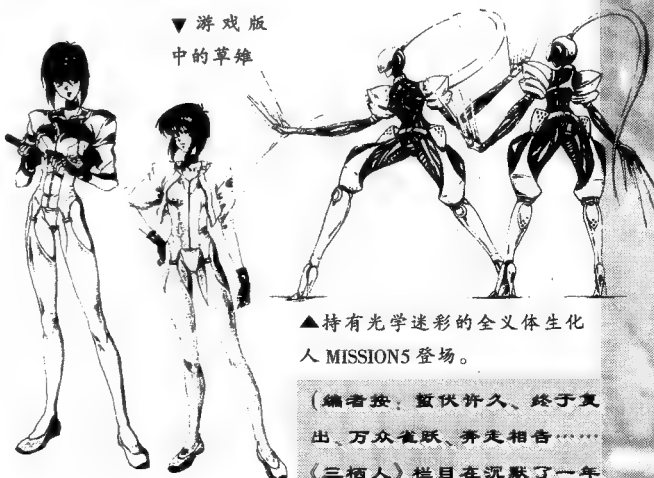 ▼游戏版
中的草雉
▲持有光学迷彩的全义体生化
人 MISSION5 登场。
(编者按:蛰伏许久、终于复
出、万众雀跃、奔走相告……
《三栖人》栏目在沉默了一年